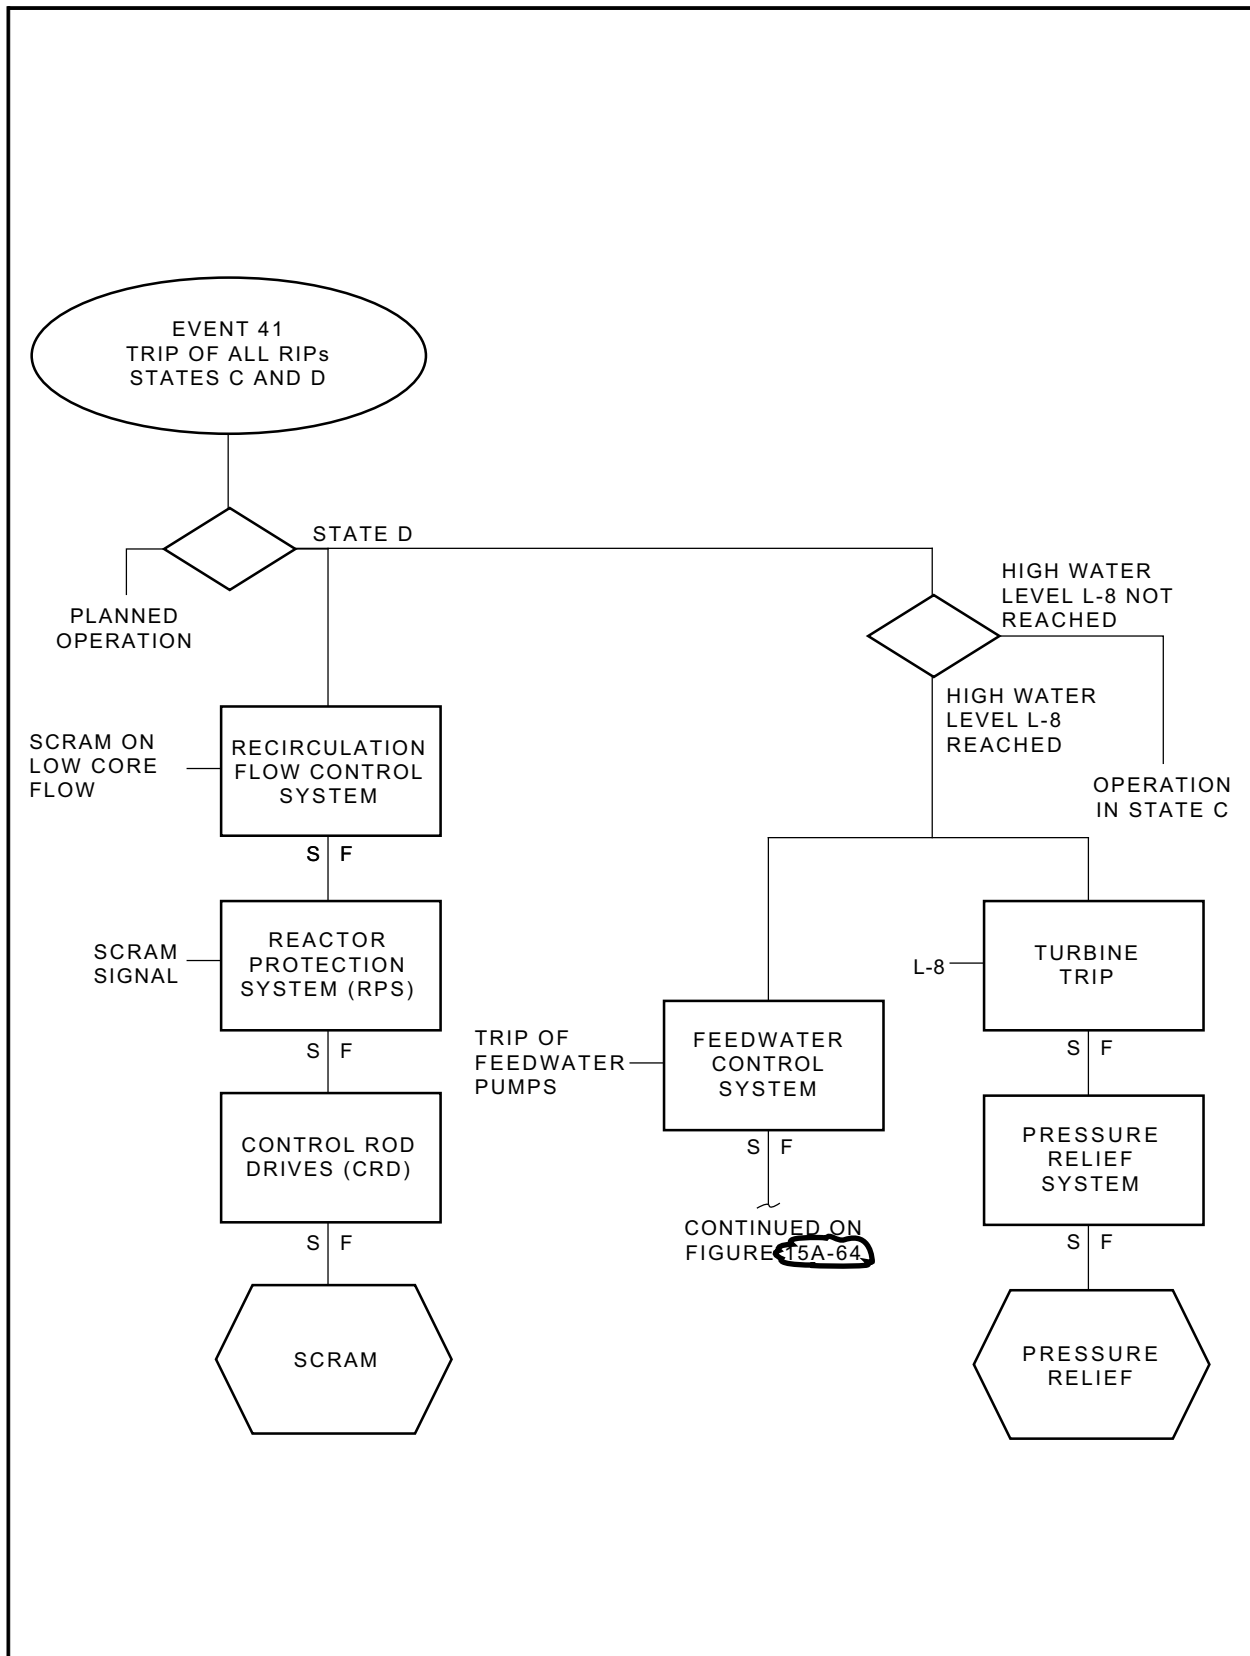 EVENT 41
TRIP OF ALL RIPs
STATES C AND D
STATE D
PLANNED
OPERATION
HIGH WATER
LEVEL L-8 NOT
REACHED
HIGH WATER
LEVEL L-8
REACHED
OPERATION
IN STATE C
SCRAM ON
LOW CORE
FLOW
RECIRCULATION
FLOW CONTROL
SYSTEM
S F
SCRAM
SIGNAL
REACTOR
PROTECTION
SYSTEM (RPS)
S F
CONTROL ROD
DRIVES (CRD)
S F
SCRAM
TRIP OF
FEEDWATER
PUMPS
FEEDWATER
CONTROL
SYSTEM
S F
CONTINUED ON
FIGURE 15A-64
L-8
TURBINE
TRIP
S F
PRESSURE
RELIEF
SYSTEM
S F
PRESSURE
RELIEF